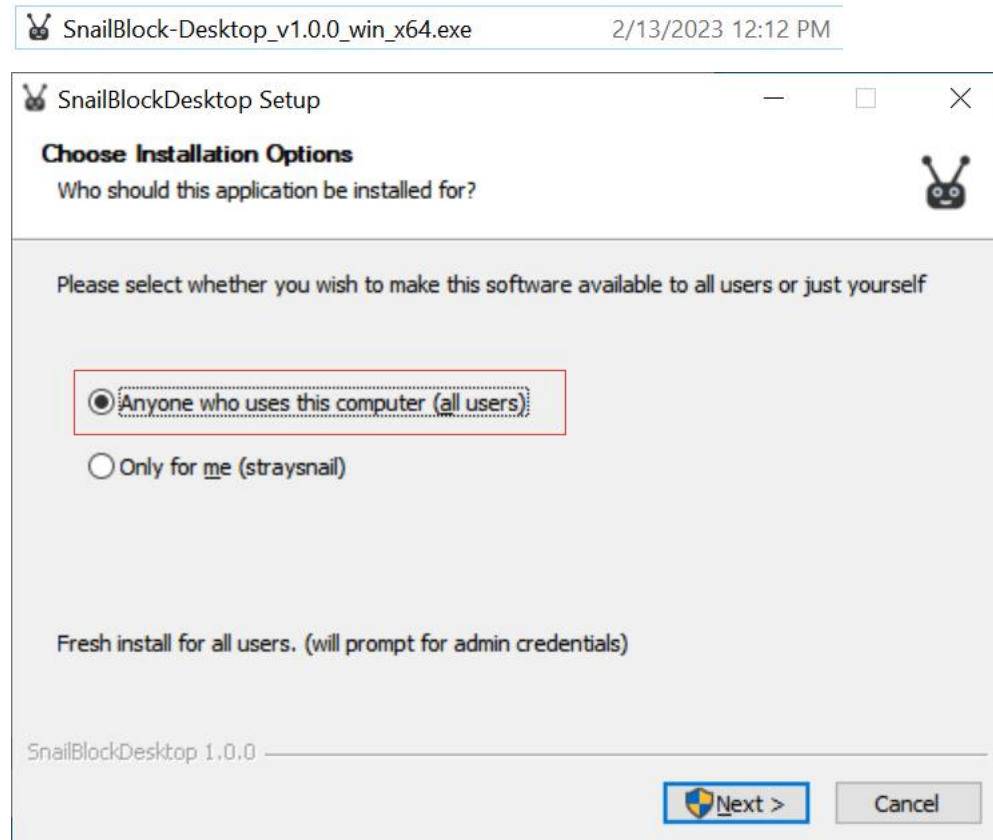 SnailBlock-Desktop_v1.0.0_win_x64.exe 2/13/2023 12:12 PM
SnailBlockDesktop Setup
Choose Installation Options
Who should this application be installed for?
Please select whether you wish to make this software available to all users or just yourself
Anyone who uses this computer (all users)
Only for me (straysnail)
Fresh install for all users. (will prompt for admin credentials)
SnailBlockDesktop 1.0.0
Next > Cancel